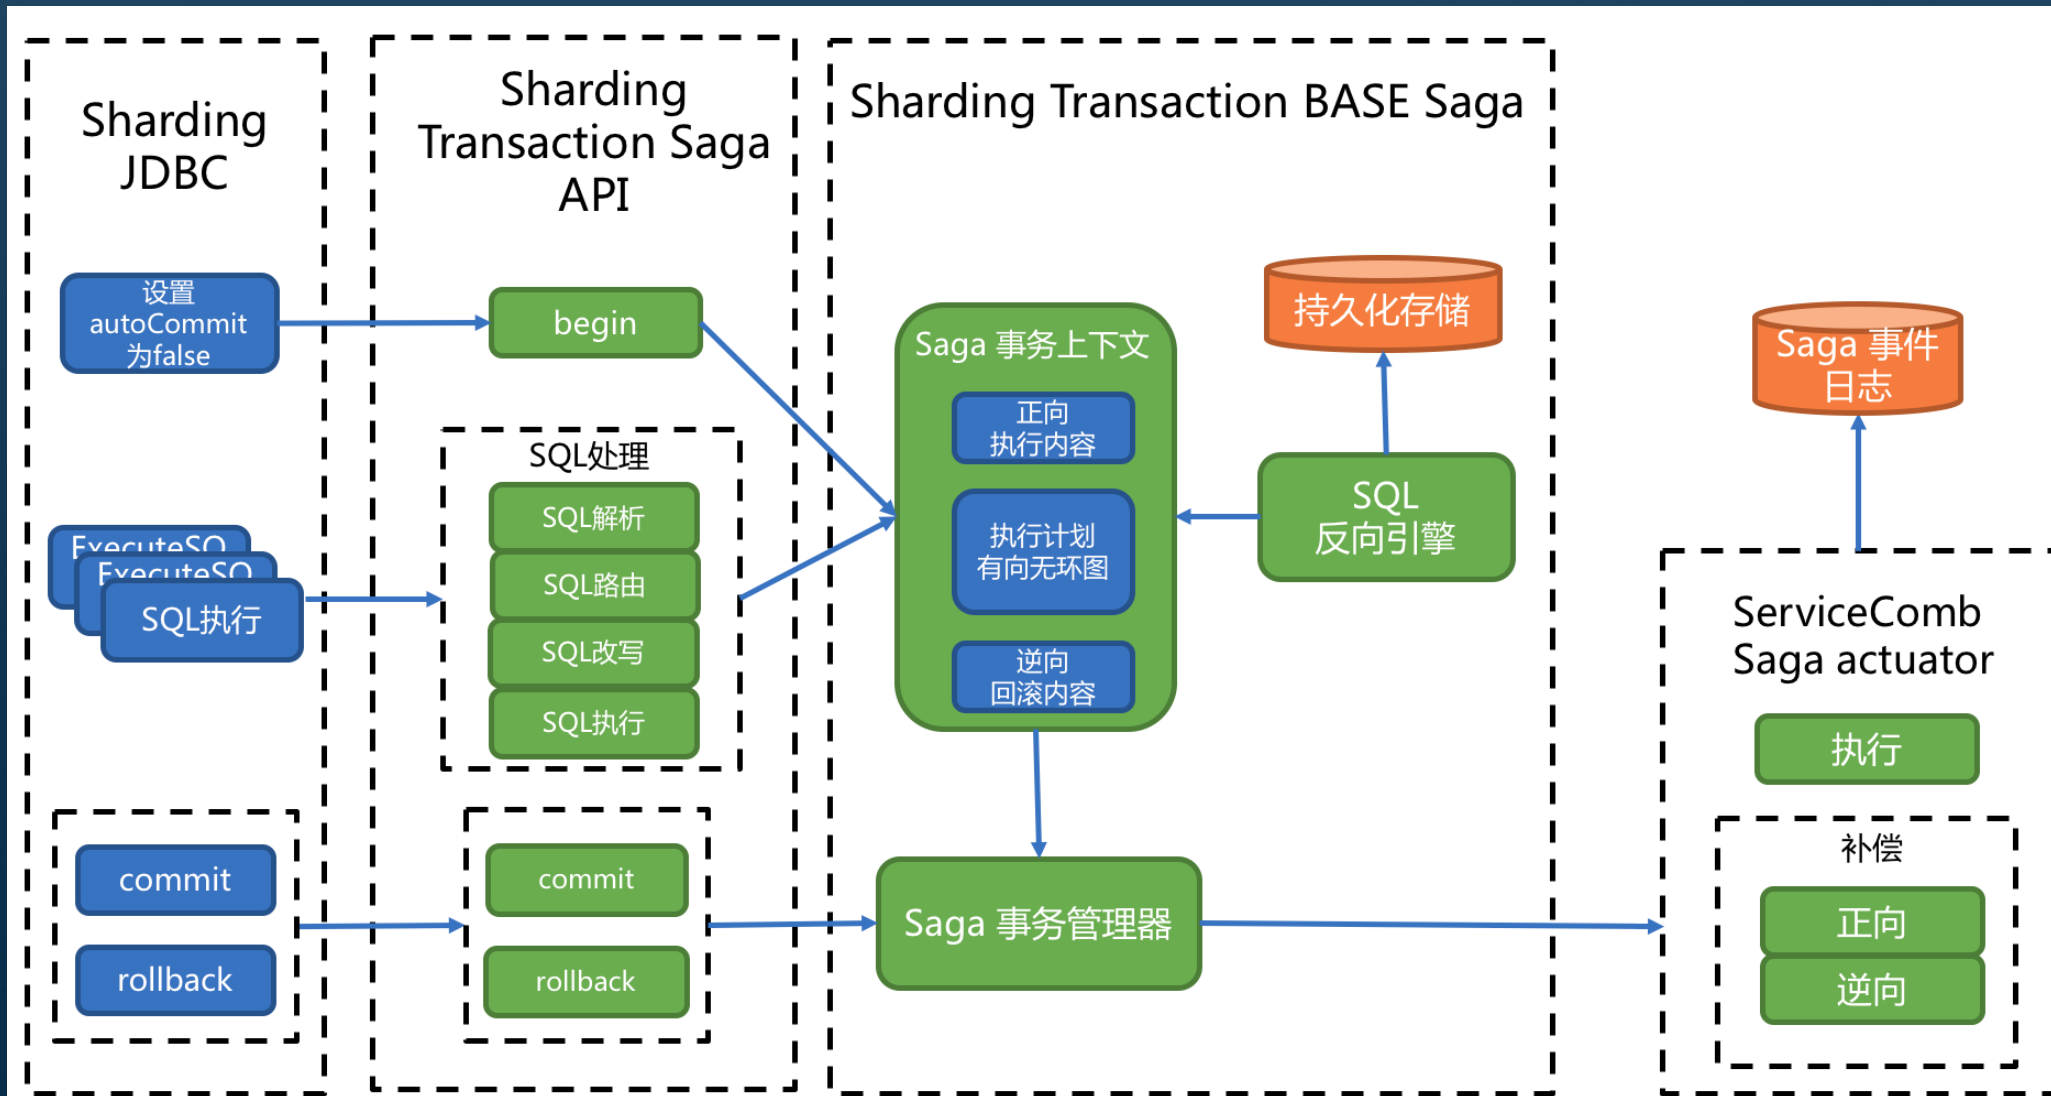 Sharding
JDBC
设置
autoCommit
为false
ExecuteSQ
ExecuteSQ
SQL执行
commit
rollback
Sharding
Transaction Saga
API
begin
SQL处理
SQL解析
SQL路由
SQL改写
SQL执行
commit
rollback
Sharding Transaction BASE Saga
Saga 事务上下文
正向
执行内容
执行计划
有向无环图
逆向
回滚内容
持久化存储
SQL
反向引擎
Saga 事务管理器
Saga 事件
日志
ServiceComb
Saga actuator
执行
补偿
正向
逆向